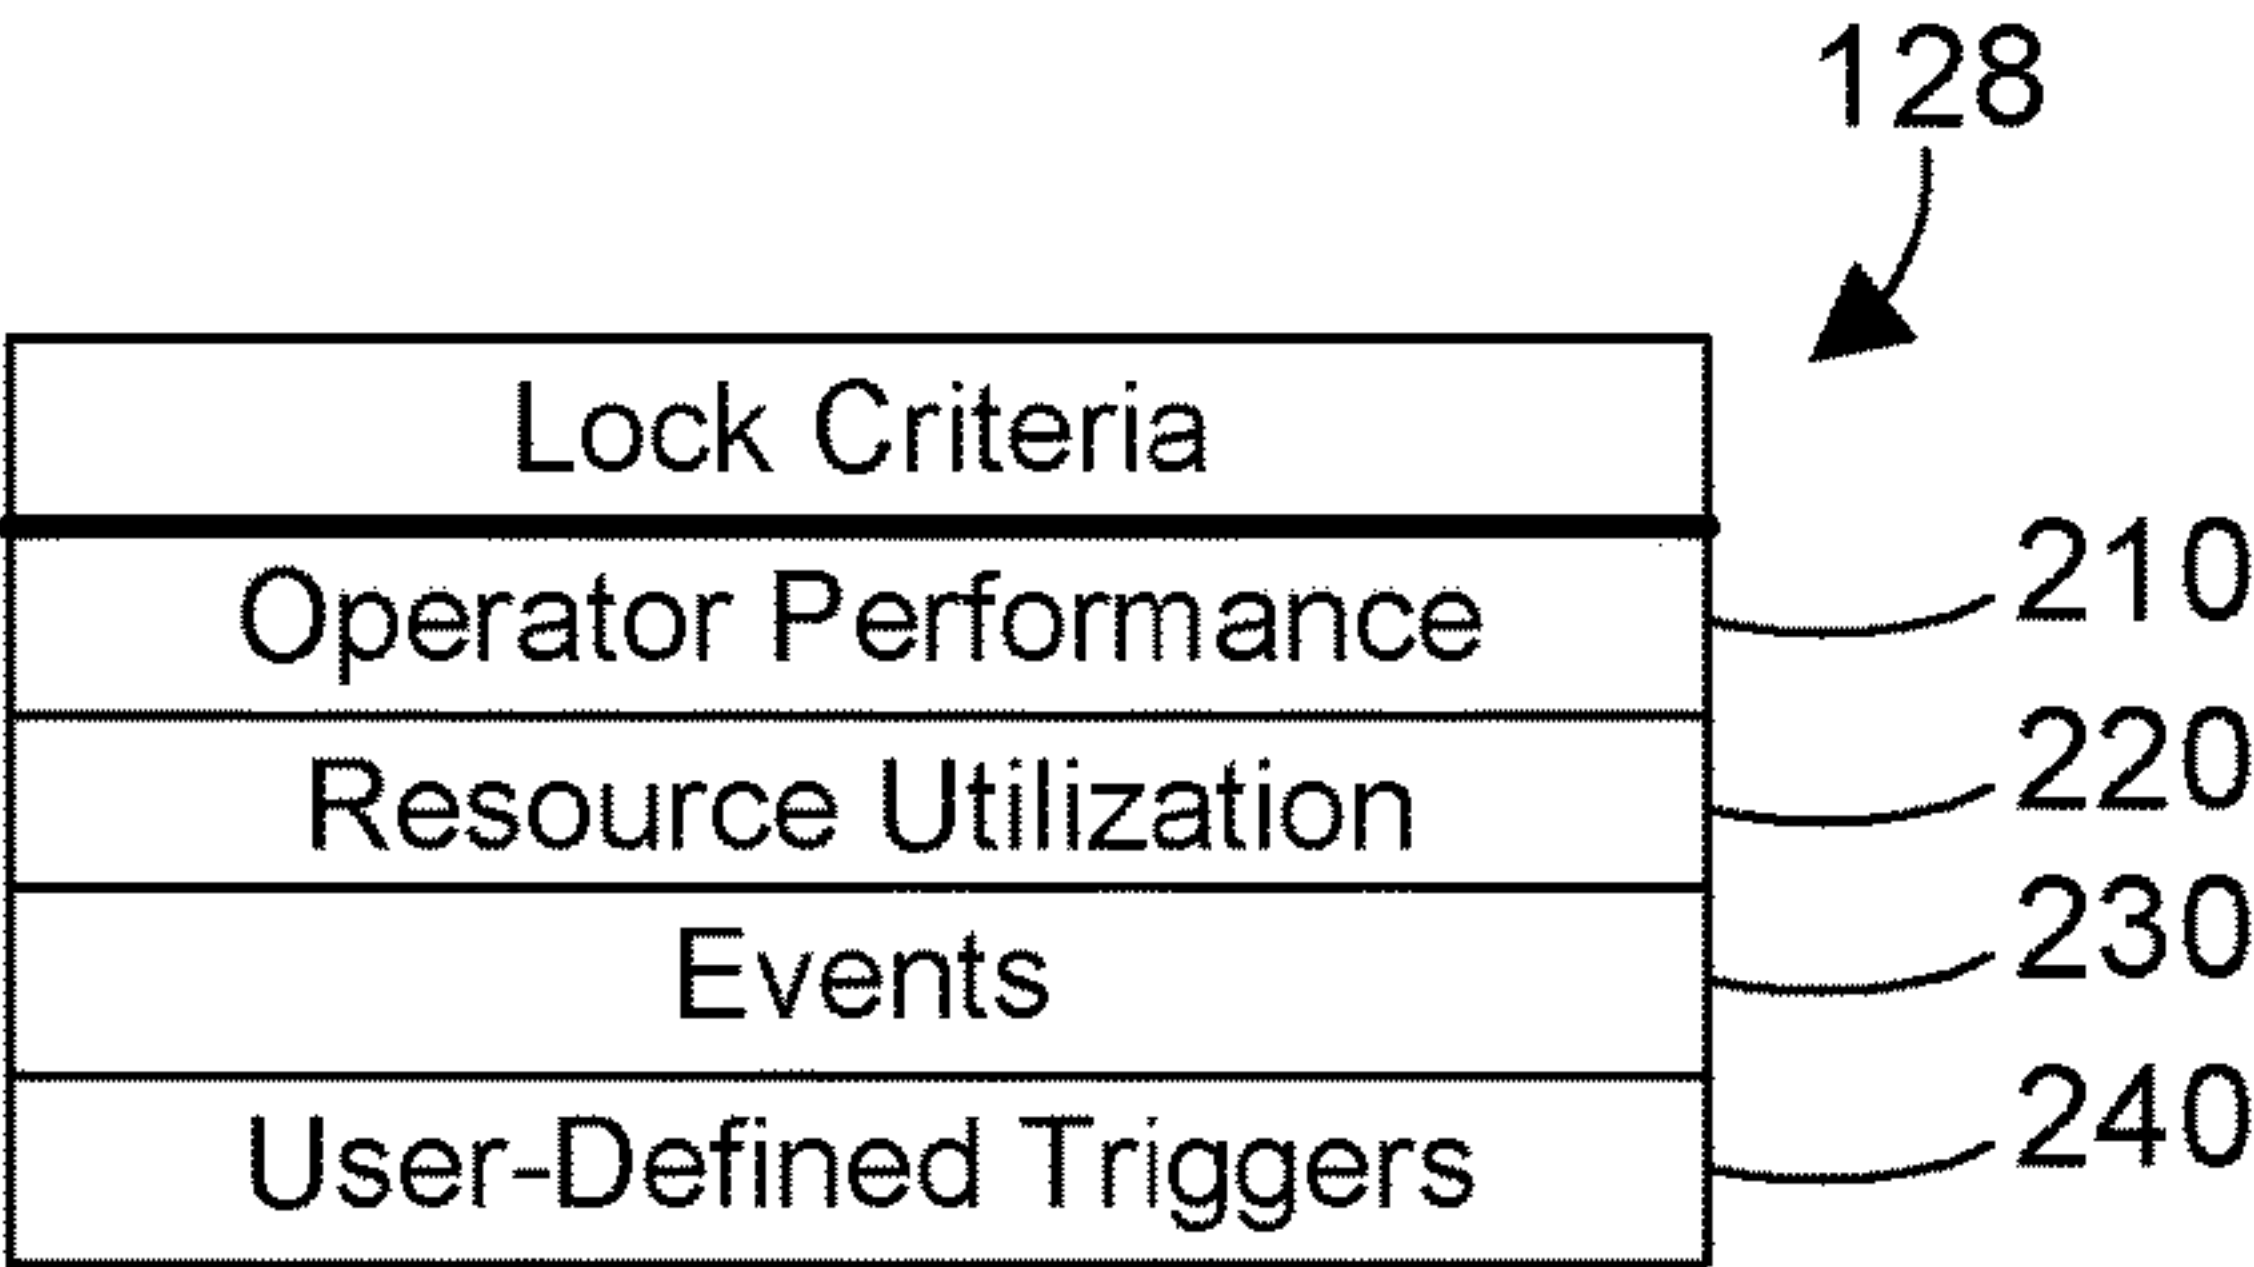 128
Lock Criteria
Operator Performance 210
Resource Utilization 220
Events 230
User-Defined Triggers 240